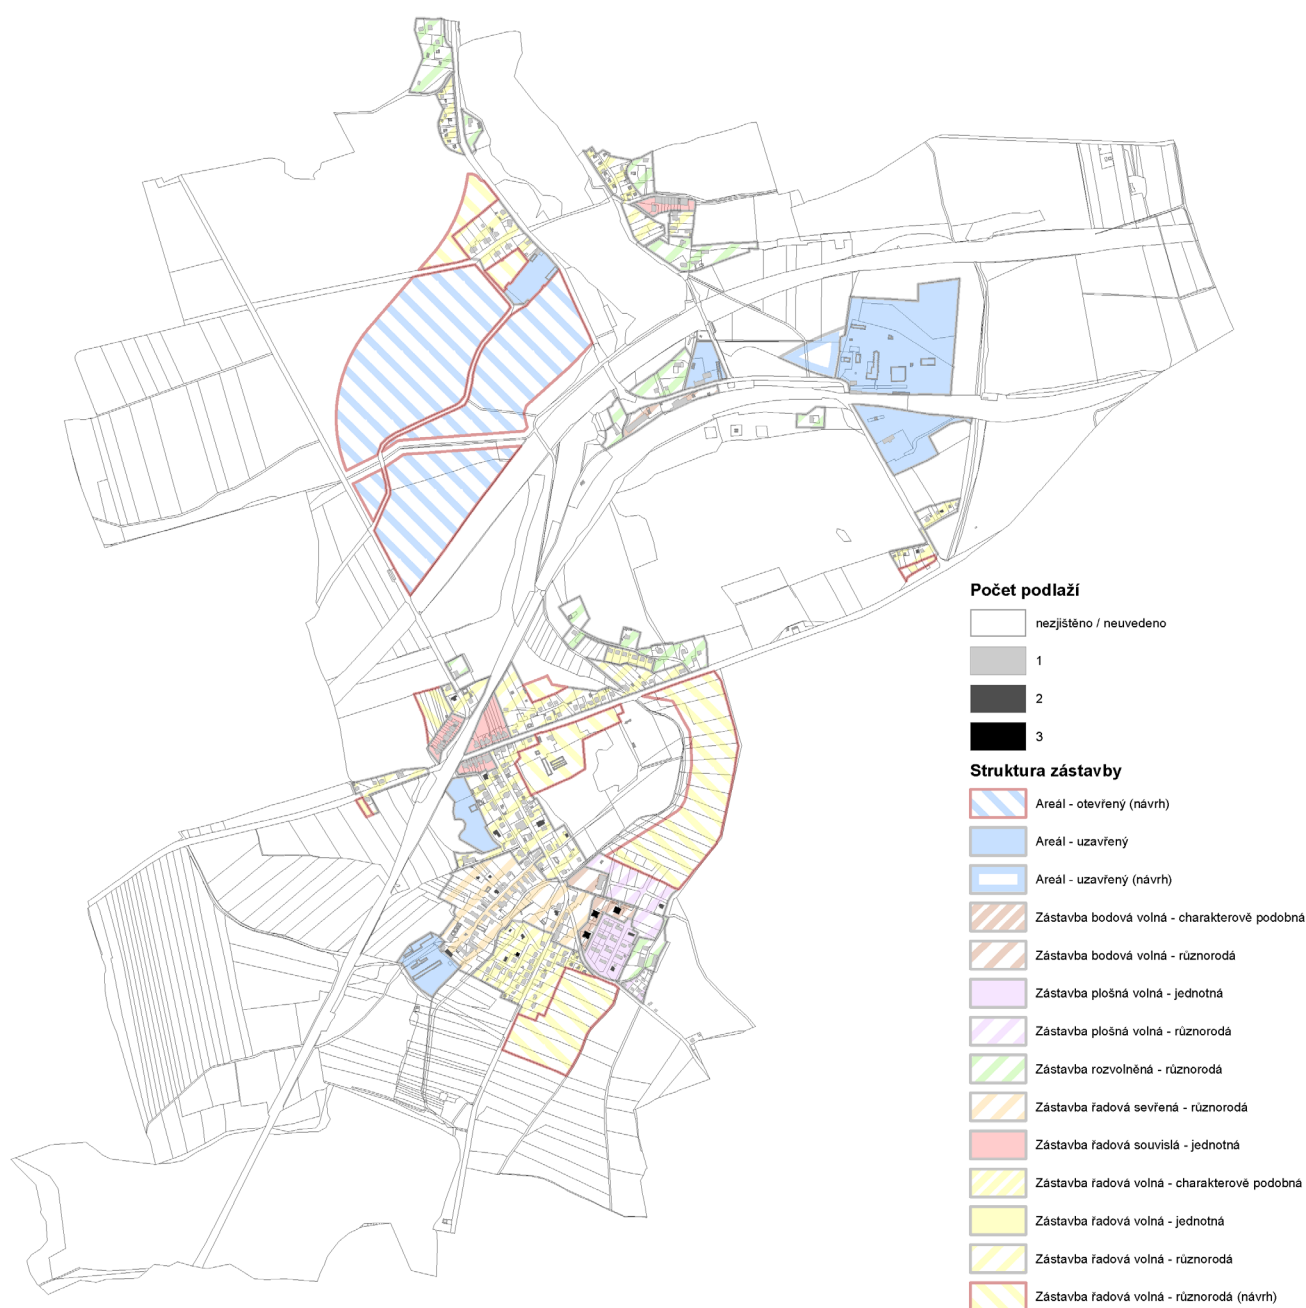 Počet podlaží
nezjištěno / neuvedeno
1
2
3
Struktura zástavby
Areál - otevřený (návrh)
Areál - uzavřený
Areál - uzavřený (návrh)
Zástavba bodová volná - charakterově podobná
Zástavba bodová volná - různorodá
Zástavba plošná volná - jednotná
Zástavba plošná volná - různorodá
Zástavba rozvolněná - různorodá
Zástavba řadová sevřená - různorodá
Zástavba řadová souvislá - jednotná
Zástavba řadová volná - charakterově podobná
Zástavba řadová volná - jednotná
Zástavba řadová volná - různorodá
Zástavba řadová volná - různorodá (návrh)